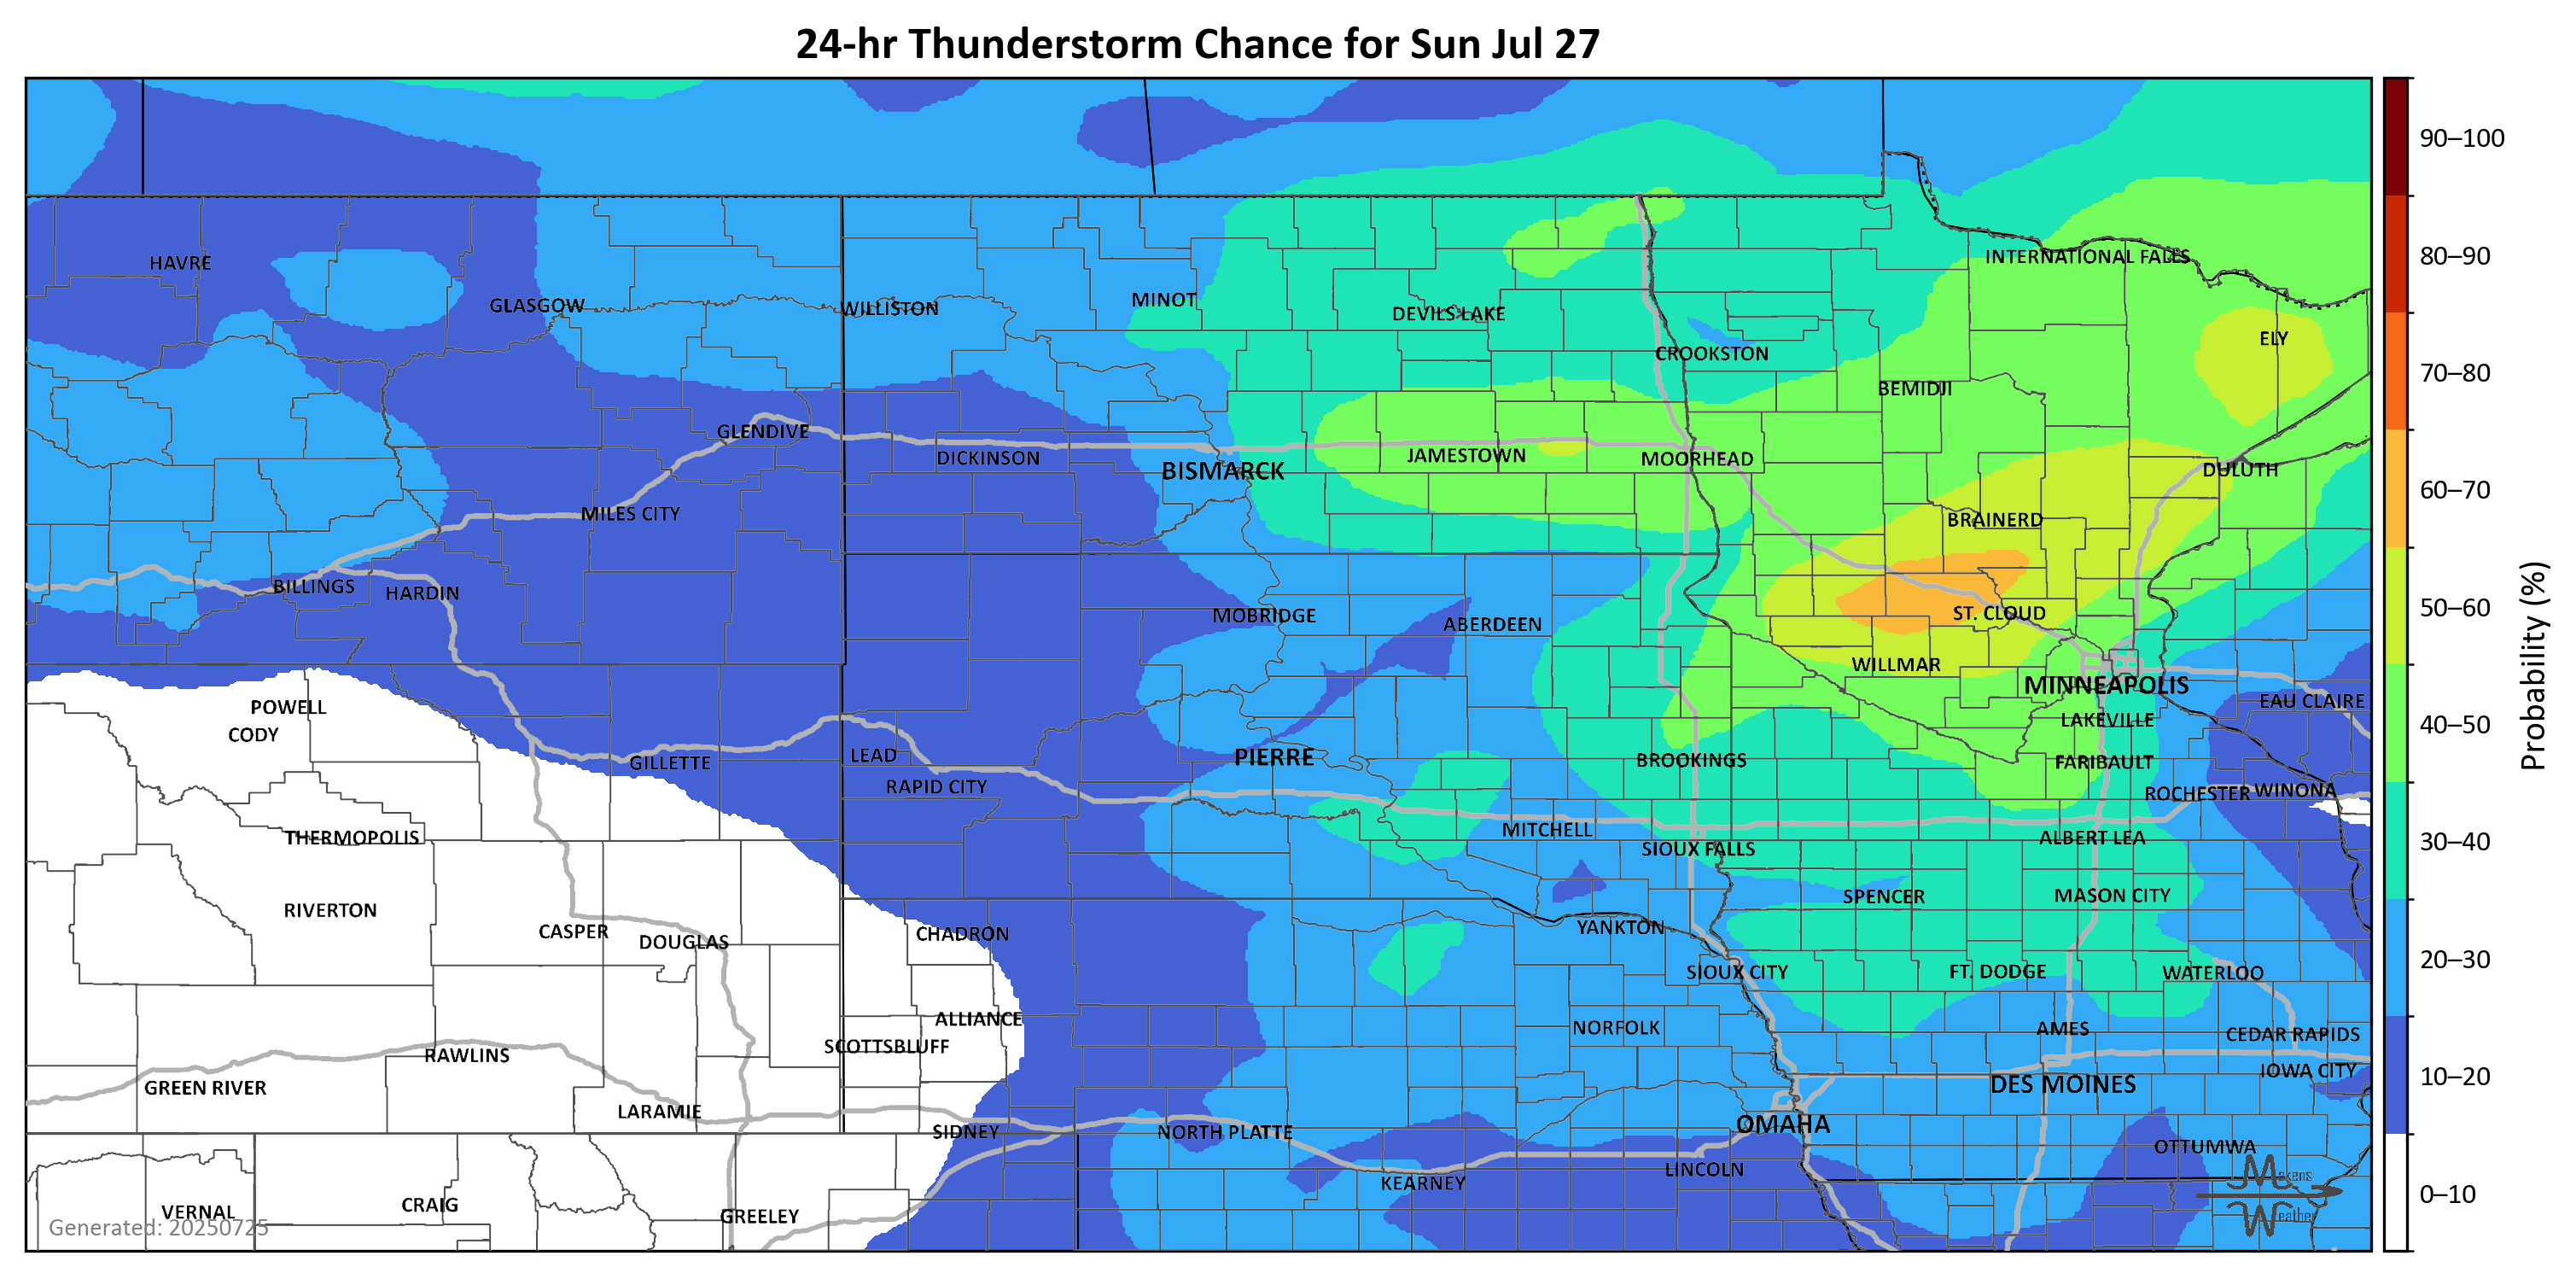 24-hr Thunderstorm Chance for Sun Jul 27
90–100
80–90
70–80
60–70
50–60
40–50
30–40
20–30
10–20
0–10
Probability (%)
HAVRE
INTERNATIONAL FALLS
GLASGOW
WILLISTON
MINOT
DEVILS LAKE
ELY
CROOKSTON
BEMIDJI
GLENDIVE
DICKINSON
BISMARCK
JAMESTOWN
MOORHEAD
DULUTH
MILES CITY
BRAINERD
BILLINGS
HARDIN
MOBRIDGE
ABERDEEN
ST. CLOUD
WILLMAR
MINNEAPOLIS
POWELL
EAU CLAIRE
CODY
LAKEVILLE
GILLETTE
LEAD
PIERRE
BROOKINGS
FARIBAULT
RAPID CITY
ROCHESTER
WINONA
THERMOPOLIS
MITCHELL
SIOUX FALLS
ALBERT LEA
RIVERTON
SPENCER
MASON CITY
CASPER
DOUGLAS
CHADRON
YANKTON
SIOUX CITY
FT. DODGE
WATERLOO
ALLIANCE
NORFOLK
AMES
CEDAR RAPIDS
RAWLINS
SCOTTSBLUFF
GREEN RIVER
DES MOINES
IOWA CITY
LARAMIE
SIDNEY
NORTH PLATTE
OMAHA
OTTUMWA
LINCOLN
KEARNEY
VERNAL
CRAIG
GREELEY
Makens
Weather
Generated: 20250725